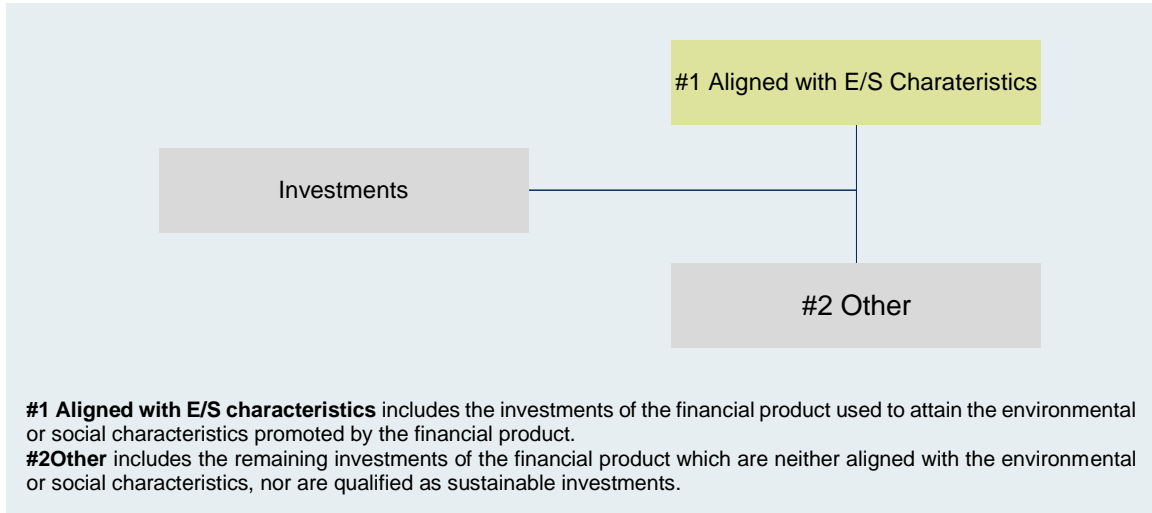 #1 Aligned with E/S Charateristics
Investments
#2 Other
#1 Aligned with E/S characteristics includes the investments of the financial product used to attain the environmental
or social characteristics promoted by the financial product.
#2Other includes the remaining investments of the financial product which are neither aligned with the environmental
or social characteristics, nor are qualified as sustainable investments.